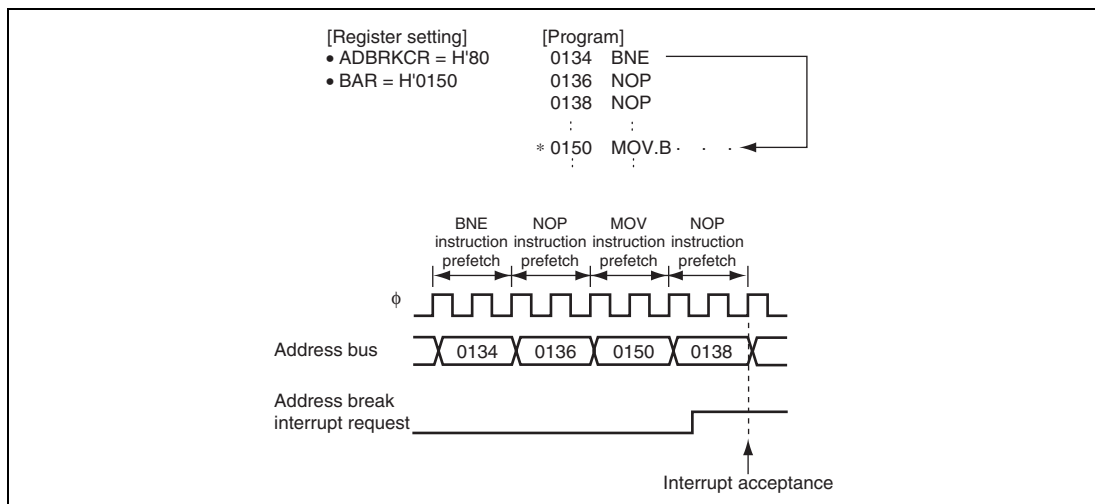 [Register setting]
• ADBRKCR = H'80
• BAR = H'0150
[Program]
0134 BNE
0136 NOP
0138 NOP
: :
* 0150 MOV.B · · ·
: :
BNE instruction prefetch
NOP instruction prefetch
MOV instruction prefetch
NOP instruction prefetch
ϕ
Address bus
0134 0136 0150 0138
Address break
interrupt request
Interrupt acceptance